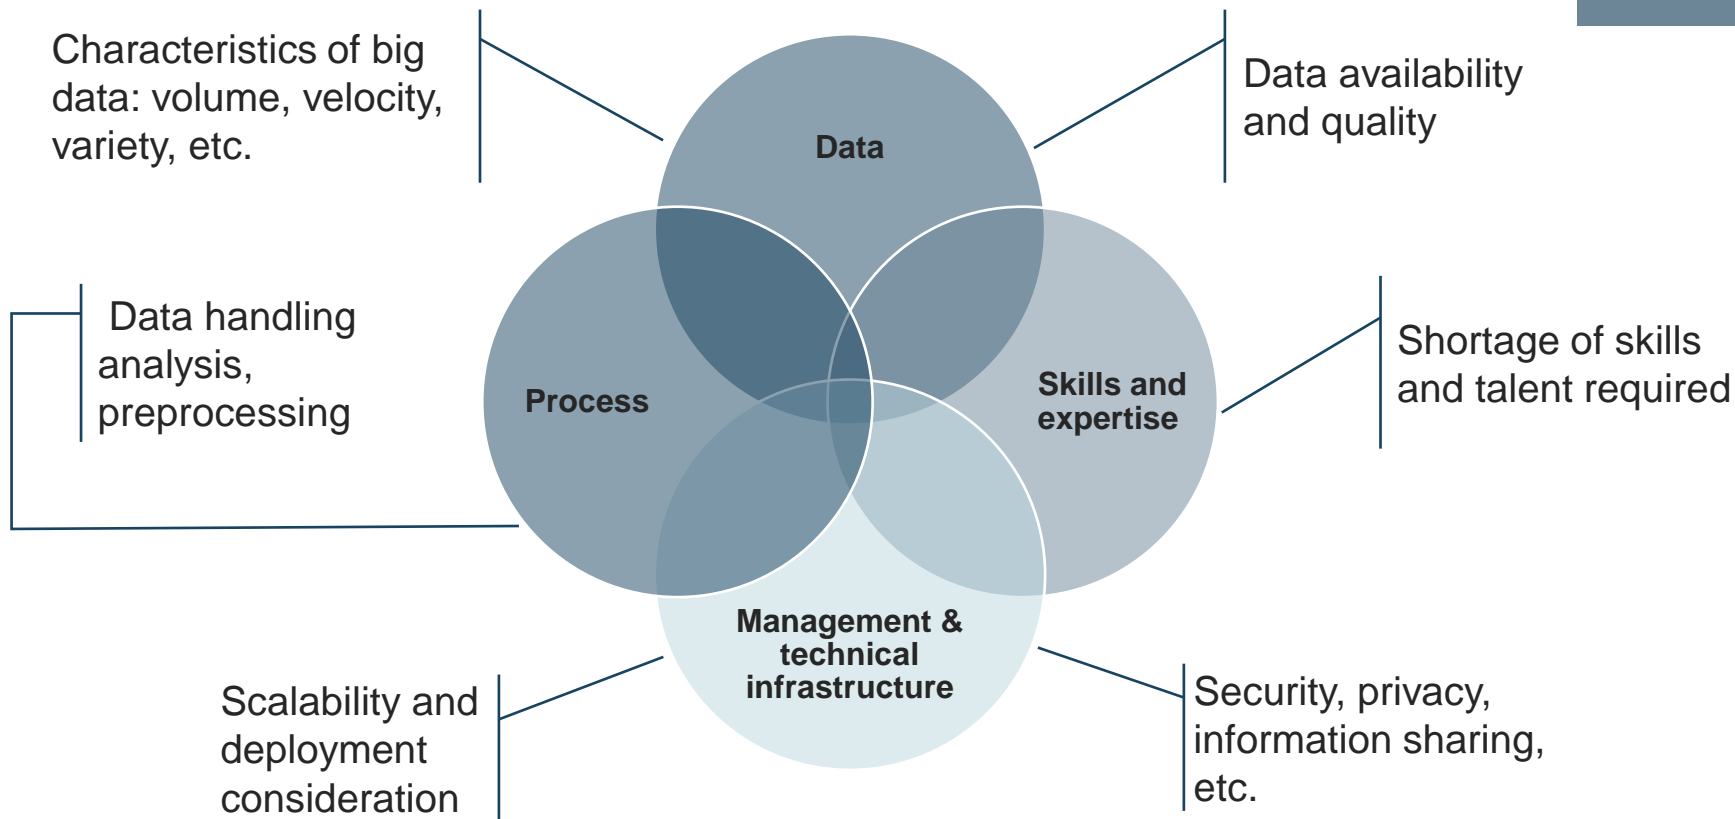 Characteristics of big
data: volume, velocity,
variety, etc.
Data
Data availability
and quality
Data handling
analysis,
preprocessing
Process
Skills and
expertise
Shortage of skills
and talent required
Management &
technical
infrastructure
Scalability and
deployment
consideration
Security, privacy,
information sharing,
etc.